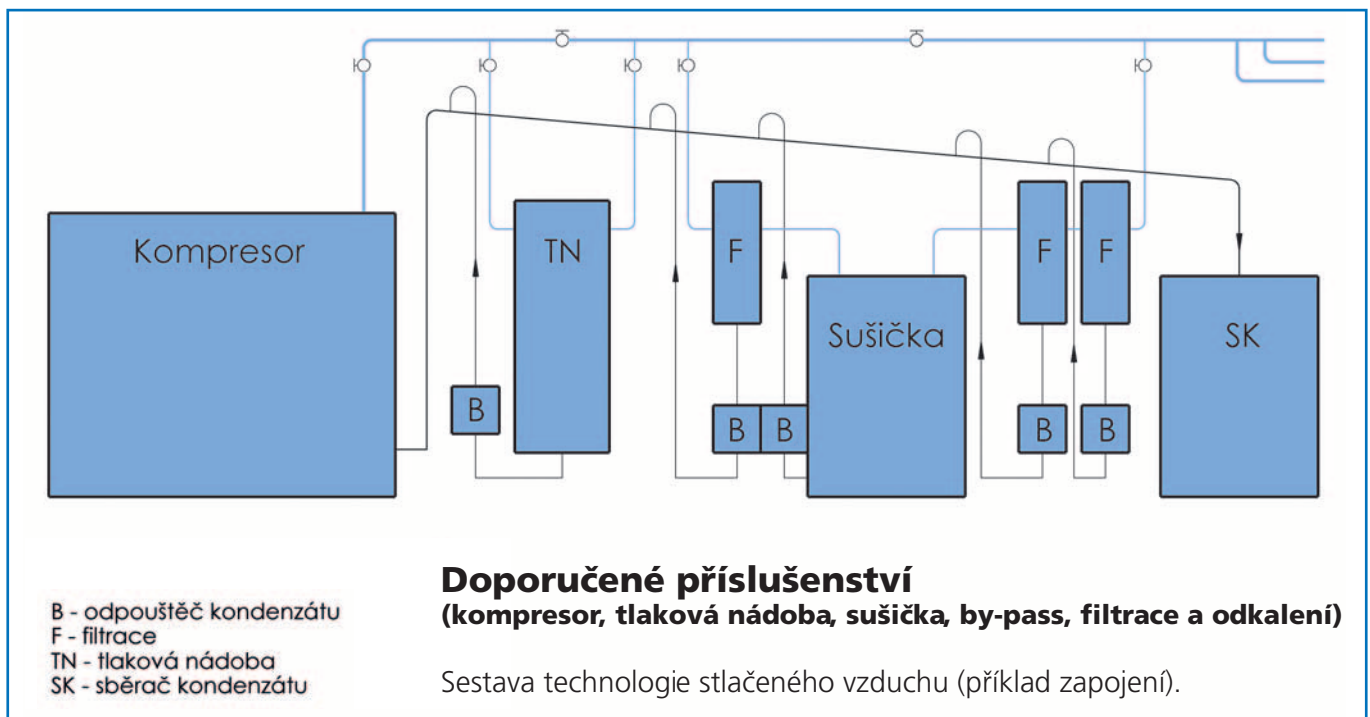 Kompresor
TN
F
F
F
Sušička
SK
B
B
B
B
B
B - odpouštěč kondenzátu
F - filtrace
TN - tlaková nádoba
SK - sběrač kondenzátu
Doporučené příslušenství
(kompresor, tlaková nádoba, sušička, by-pass, filtrace a odkalení)
Sestava technologie stlačeného vzduchu (příklad zapojení).